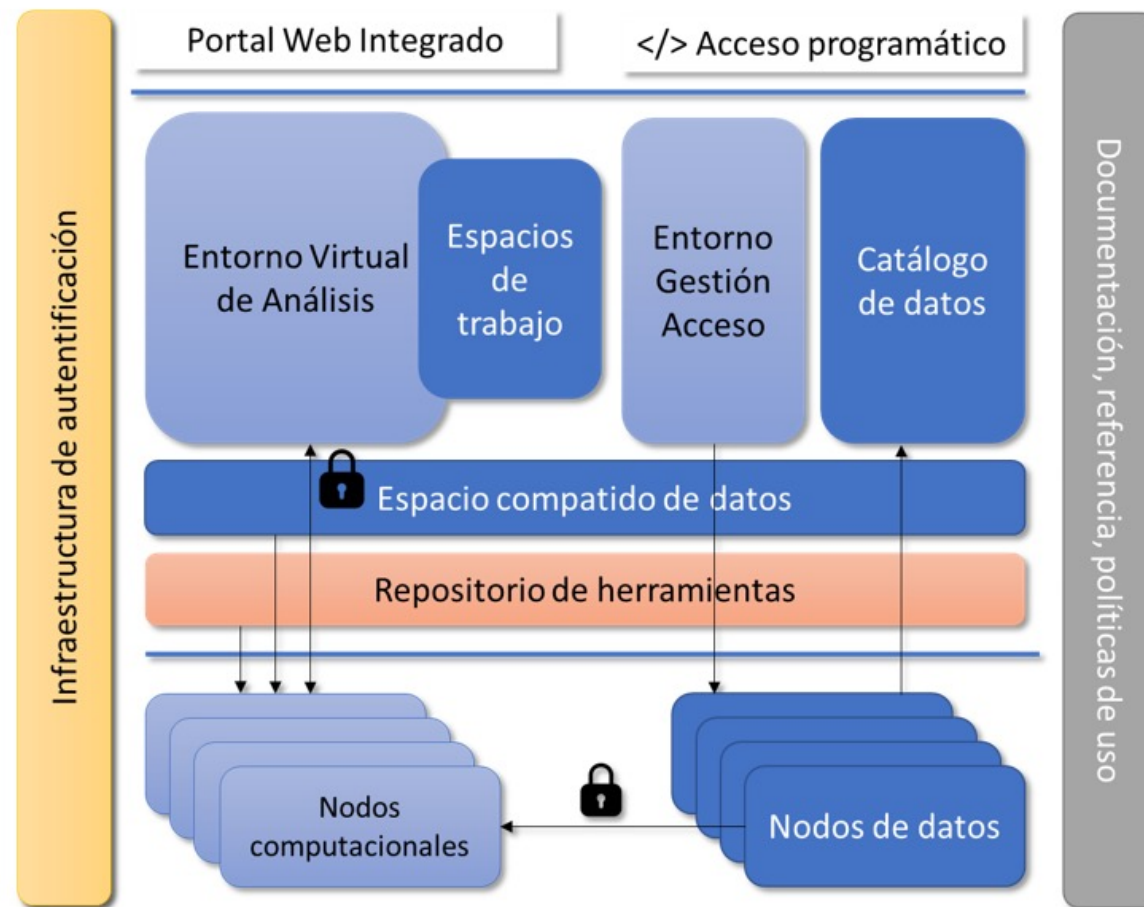 Portal Web Integrado
</> Acceso programático
Infraestructura de autentificación
Entorno Virtual
de Análisis
Espacios
de
trabajo
Entorno
Gestión
Acceso
Catálogo
de datos
Espacio compatido de datos
Repositorio de herramientas
Nodos
computacionales
Nodos de datos
Documentación, referencia, políticas de uso